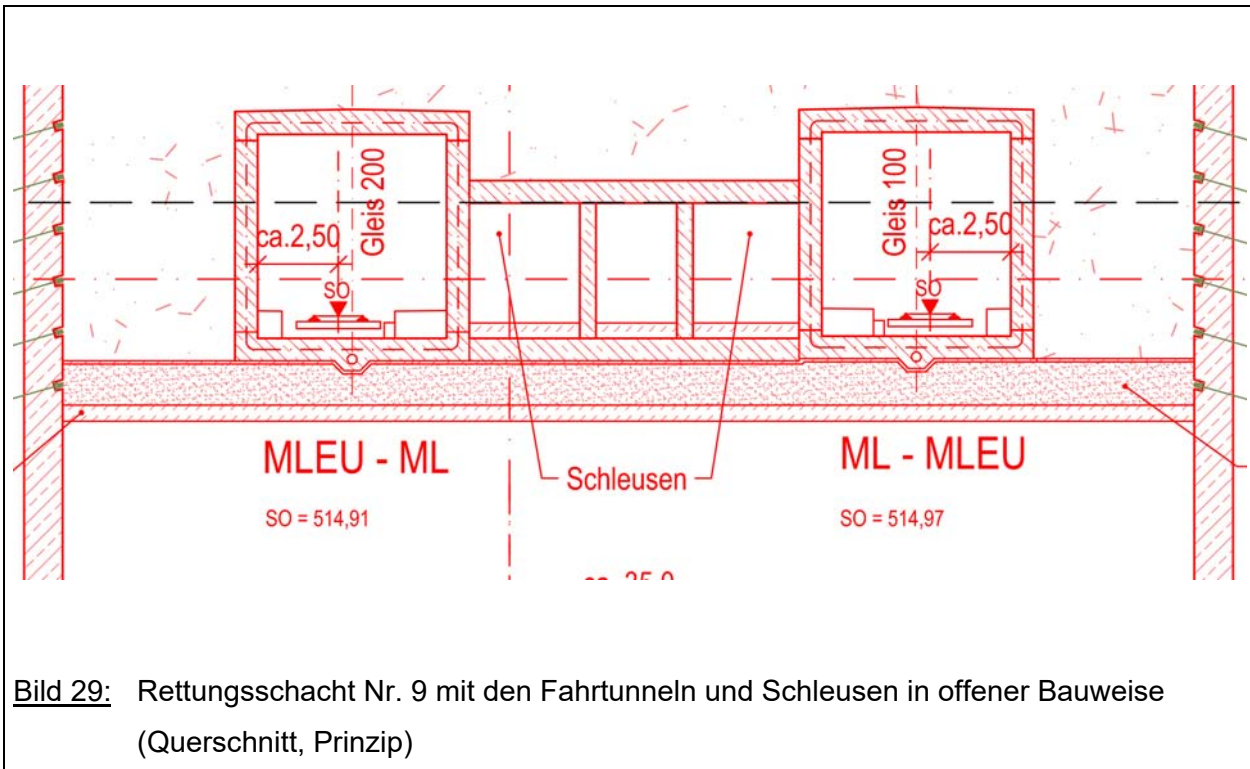 Gleis 200
ca.2,50
SO
Gleis 100
ca.2,50
SO
MLEU - ML
SO = 514,91
Schleusen
ML - MLEU
SO = 514,97
Bild 29: Rettungsschacht Nr. 9 mit den Fahrtunneln und Schleusen in offener Bauweise
(Querschnitt, Prinzip)